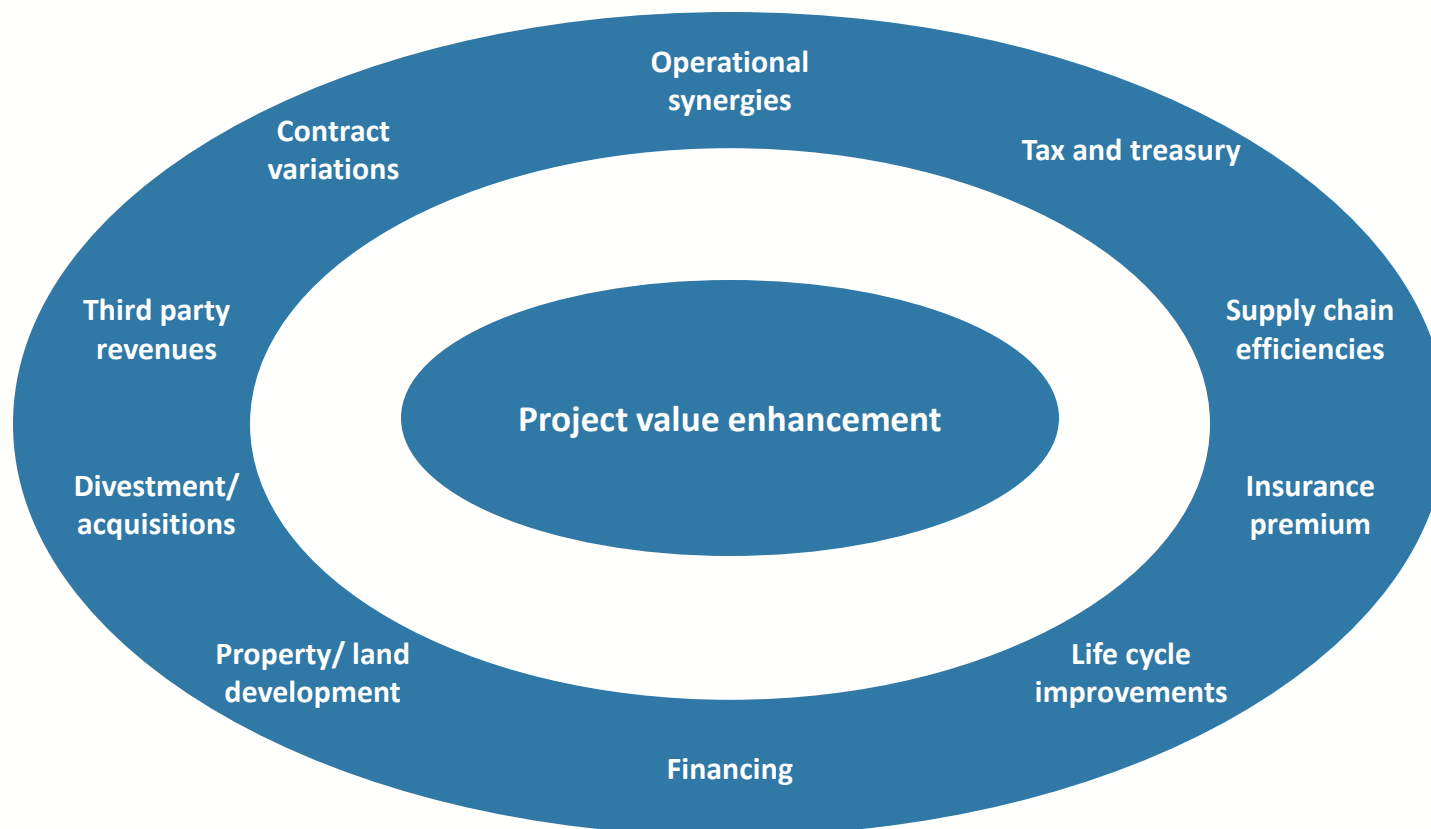 Operational
synergies
Contract
variations
Tax and treasury
Third party
revenues
Supply chain
efficiencies
Project value enhancement
Divestment/
acquisitions
Insurance
premium
Property/ land
development
Life cycle
improvements
Financing